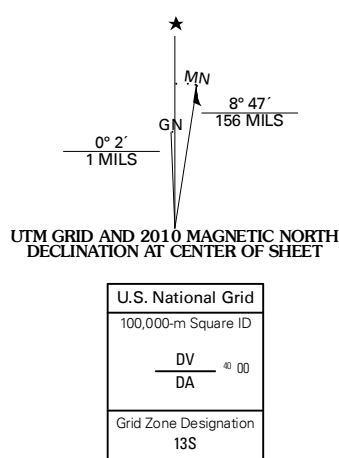 ★
MN
8° 47´
156 MILS
GN
0° 2´
1 MILS
UTM GRID AND 2010 MAGNETIC NORTH
DECLINATION AT CENTER OF SHEET
U.S. National Grid
100,000-m Square ID
DV
40 00
DA
Grid Zone Designation
13S